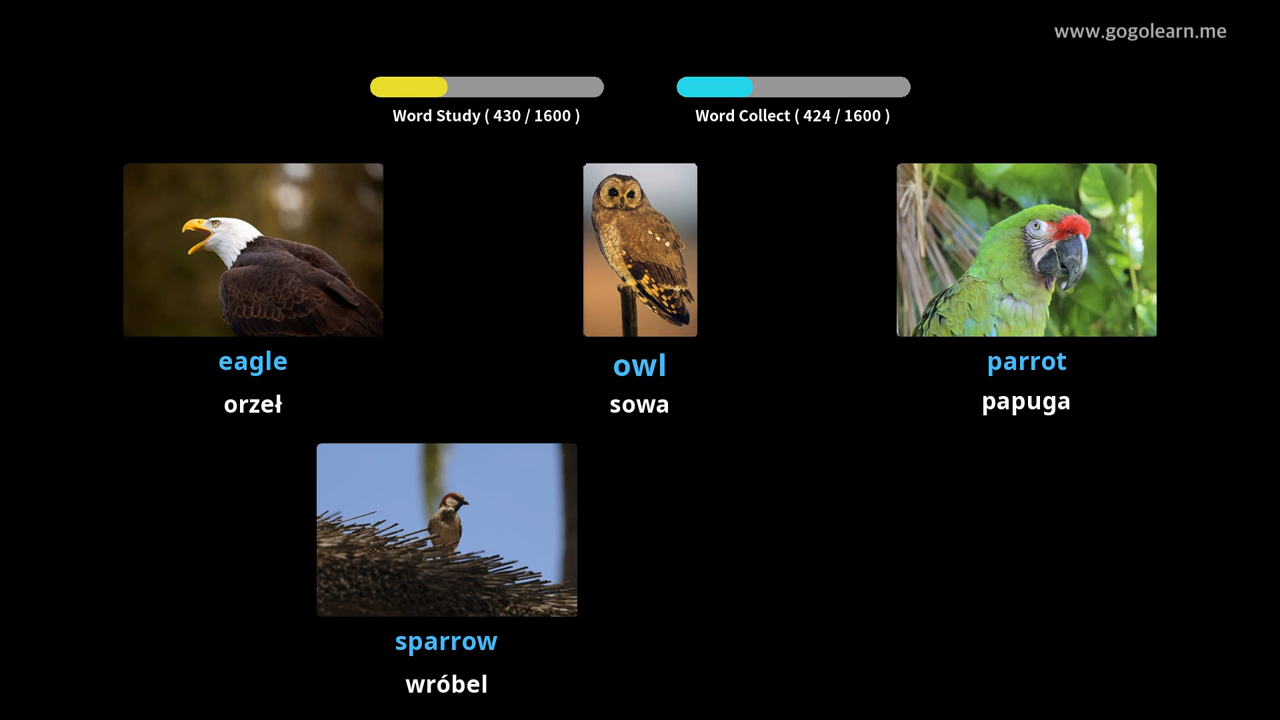 www.gogolearn.me
Word Study ( 430 / 1600 )
Word Collect ( 424 / 1600 )
eagle
orzeł
owl
sowa
parrot
papuga
sparrow
wróbel